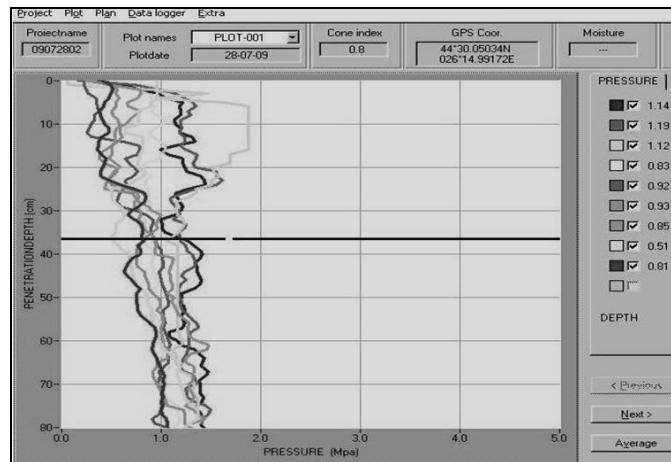 Project Plot Plan Data logger Extra
Projectname
09072802
Plot names PLOT-001
Plotdate 28-07-09
Cone index
0.8
GPS Coor.
44°30.05034N
026°14.99172E
Moisture
---
PRESSURE
1.14
1.19
1.12
0.83
0.92
0.93
0.85
0.51
0.81
DEPTH
< Previous
Next >
Average
PENETRATIONDEPTH (cm)
0
10
20
30
40
50
60
70
80
0.0 1.0 2.0 3.0 4.0 5.0
PRESSURE (Mpa)